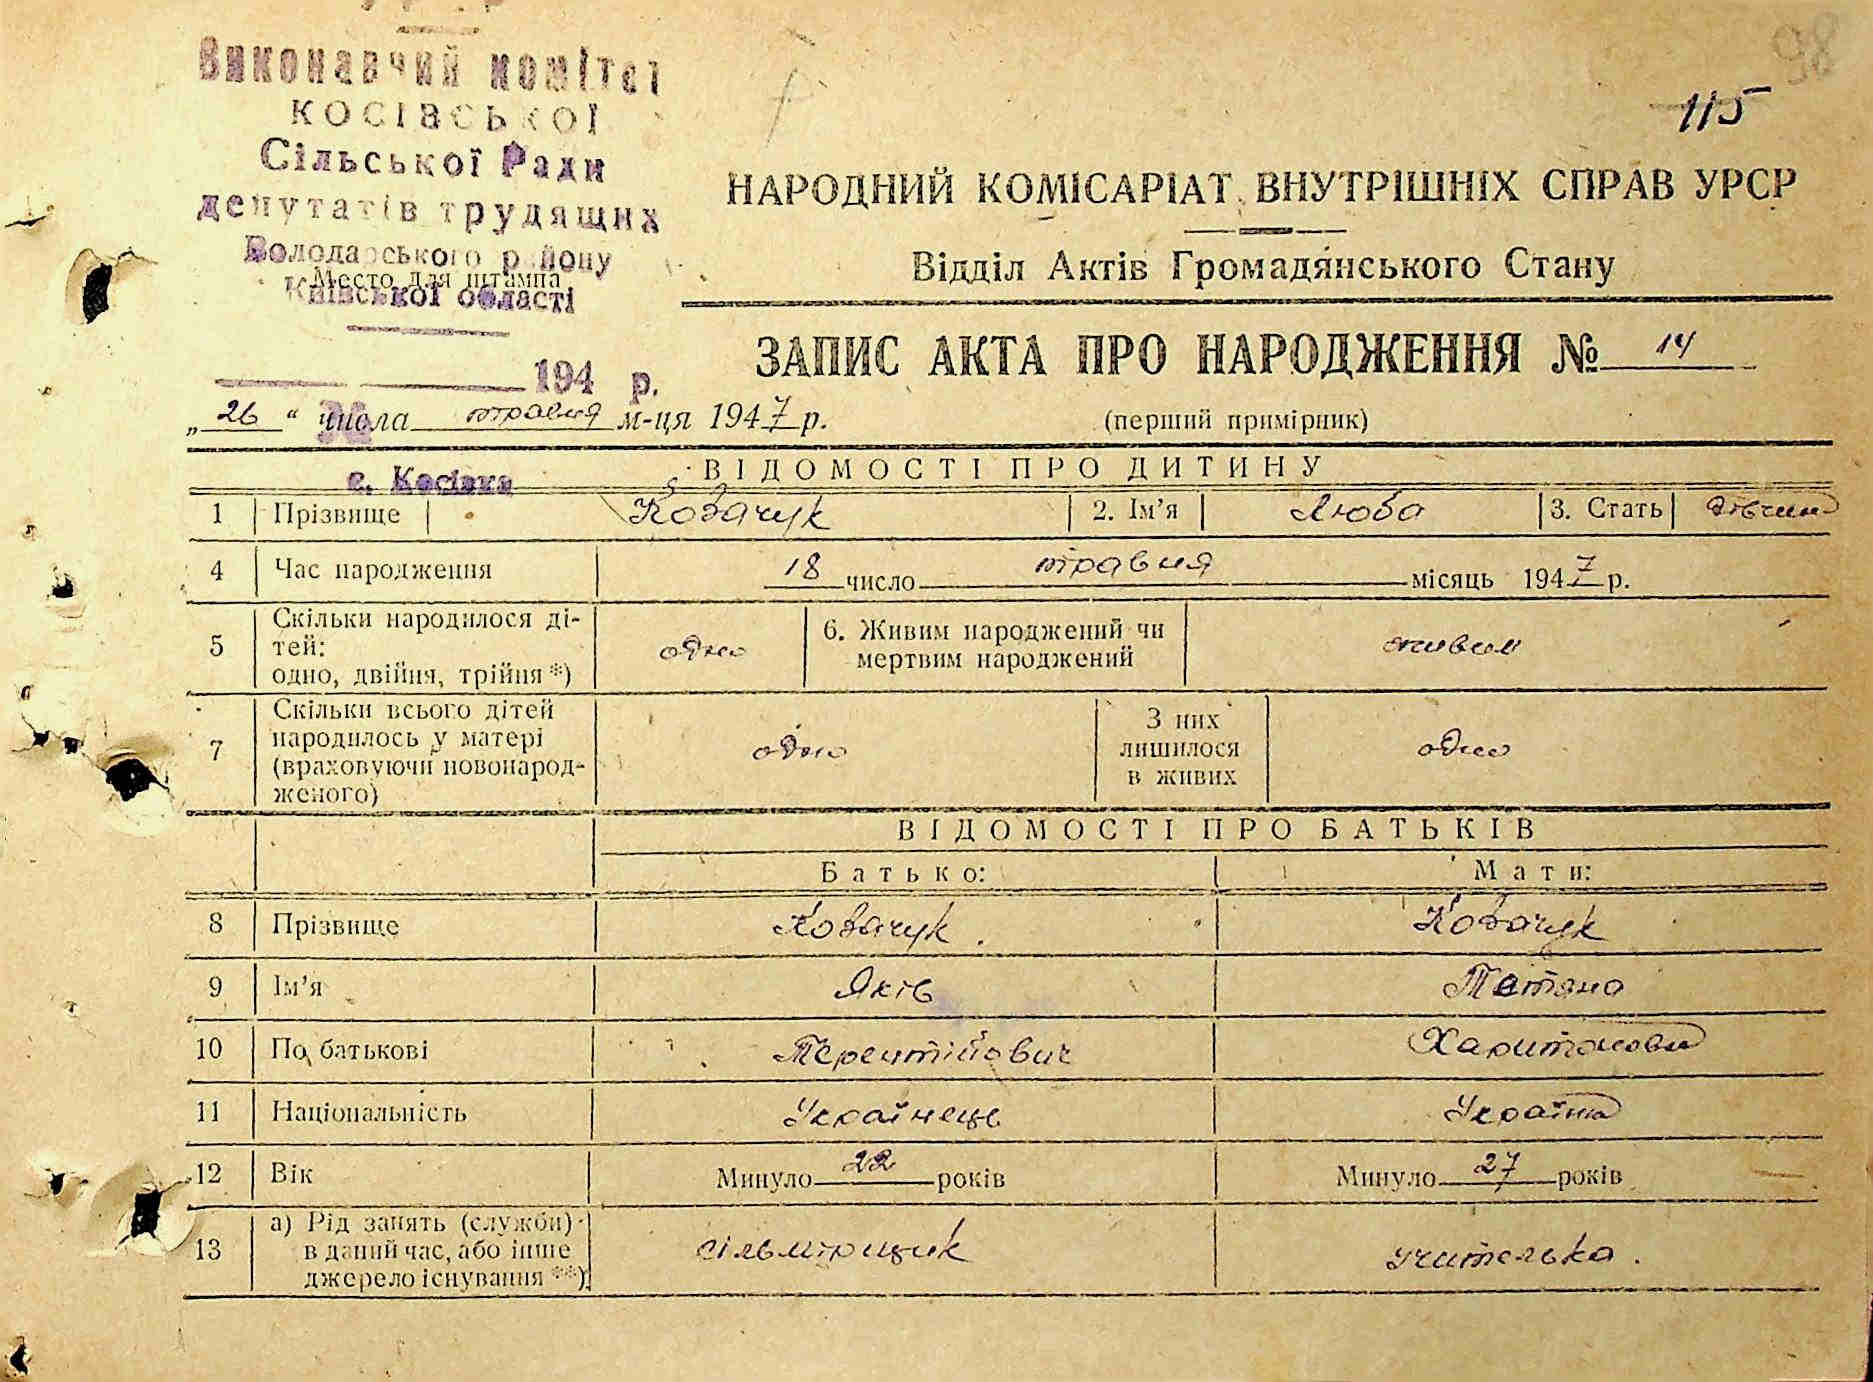 98
115
Виконавчий комітет
КОСІВСЬКОЇ
Сільської Ради
депутатів трудящих
Володарського району
Київської області
Место для штампа
194 р.
№
с. Косівка
НАРОДНИЙ КОМІСАРІАТ ВНУТРІШНІХ СПРАВ УРСР
Відділ Актів Громадянського Стану
ЗАПИС АКТА ПРО НАРОДЖЕННЯ № 14
„ 26 “ числа травня м-ця 1947 р.
(перший примірник)
ВІДОМОСТІ ПРО ДИТИНУ
1 Прізвище Ковачук 2. Ім’я Люба 3. Стать
4 Час народження 18 число травня місяць 1947 р.
5 Скільки народилося ді-
тей:
одно, двійня, трійня *) одно
6. Живим народжений чи
мертвим народжений живим
7 Скільки всього дітей
народилось у матері
(враховуючи новонарод-
женого) одно
З них
лишилося
в живих одно
ВІДОМОСТІ ПРО БАТЬКІВ
Батько: Мати:
8 Прізвище Ковачук Ковачук
9 Ім’я Яків Тетяна
10 По батькові Терентійович
11 Національність Українець Українка
12 Вік Минуло 22 років Минуло 27 років
13 а) Рід занять (служби)
в даний час, або інше
джерело існування **) учителька.